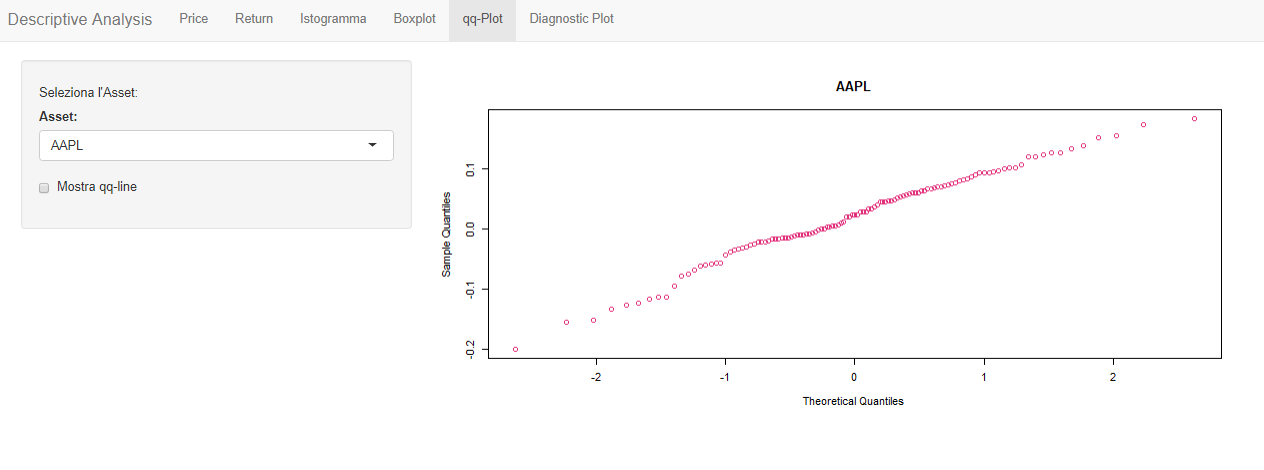 Descriptive Analysis Price Return Istogramma Boxplot qq-Plot Diagnostic Plot
Seleziona l'Asset:
Asset:
AAPL
Mostra qq-line
AAPL
Sample Quantiles
0.1
0.0
-0.1
-0.2
-2 -1 0 1 2
Theoretical Quantiles